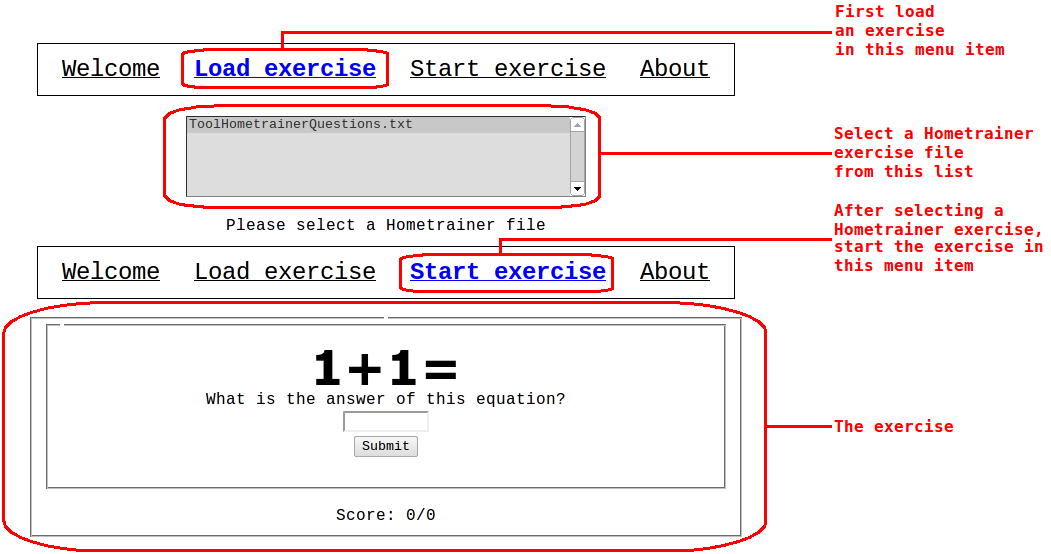 First load
an exercise
in this menu item
Welcome Load exercise Start exercise About
ToolHometrainerQuestions.txt
Select a Hometrainer
exercise file
from this list
Please select a Hometrainer file
After selecting a
Hometrainer exercise,
start the exercise in
this menu item
Welcome Load exercise Start exercise About
1+1=
What is the answer of this equation?
Submit
The exercise
Score: 0/0